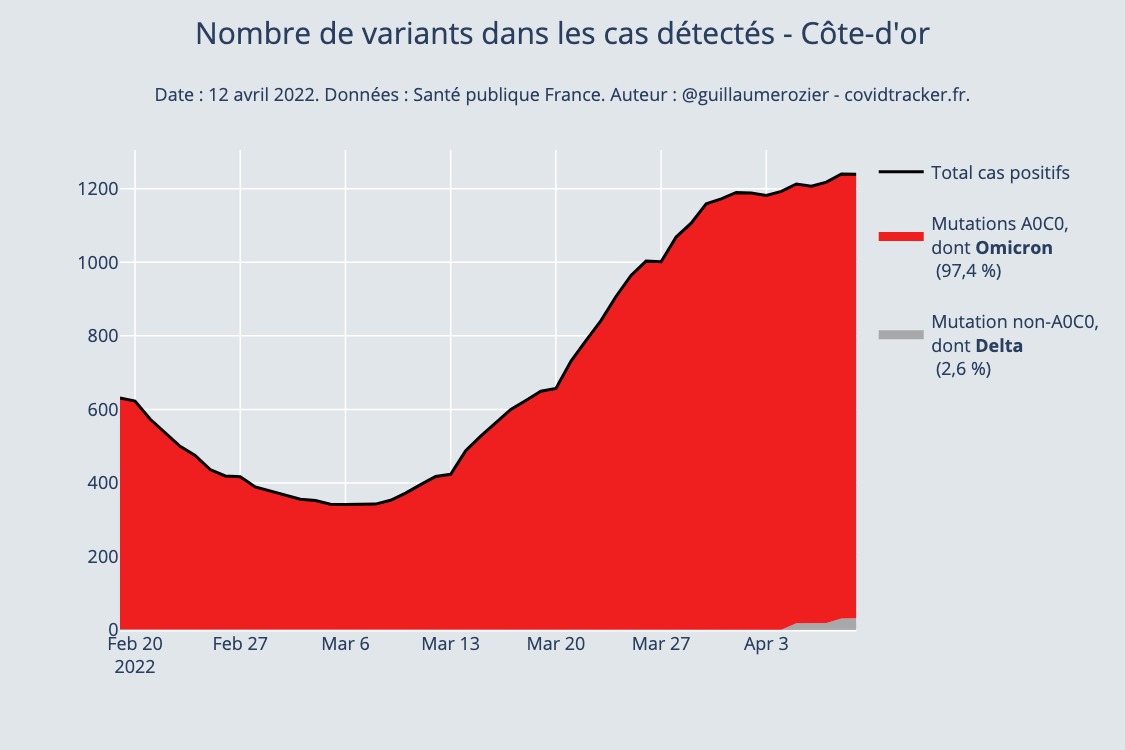 Nombre de variants dans les cas détectés - Côte-d'or
Date : 12 avril 2022. Données : Santé publique France. Auteur : @guillaumerozier - covidtracker.fr.
Total cas positifs
Mutations A0C0,
dont Omicron
(97,4 %)
Mutation non-A0C0,
dont Delta
(2,6 %)
1200
1000
800
600
400
200
0
Feb 20 Feb 27 Mar 6 Mar 13 Mar 20 Mar 27 Apr 3
2022